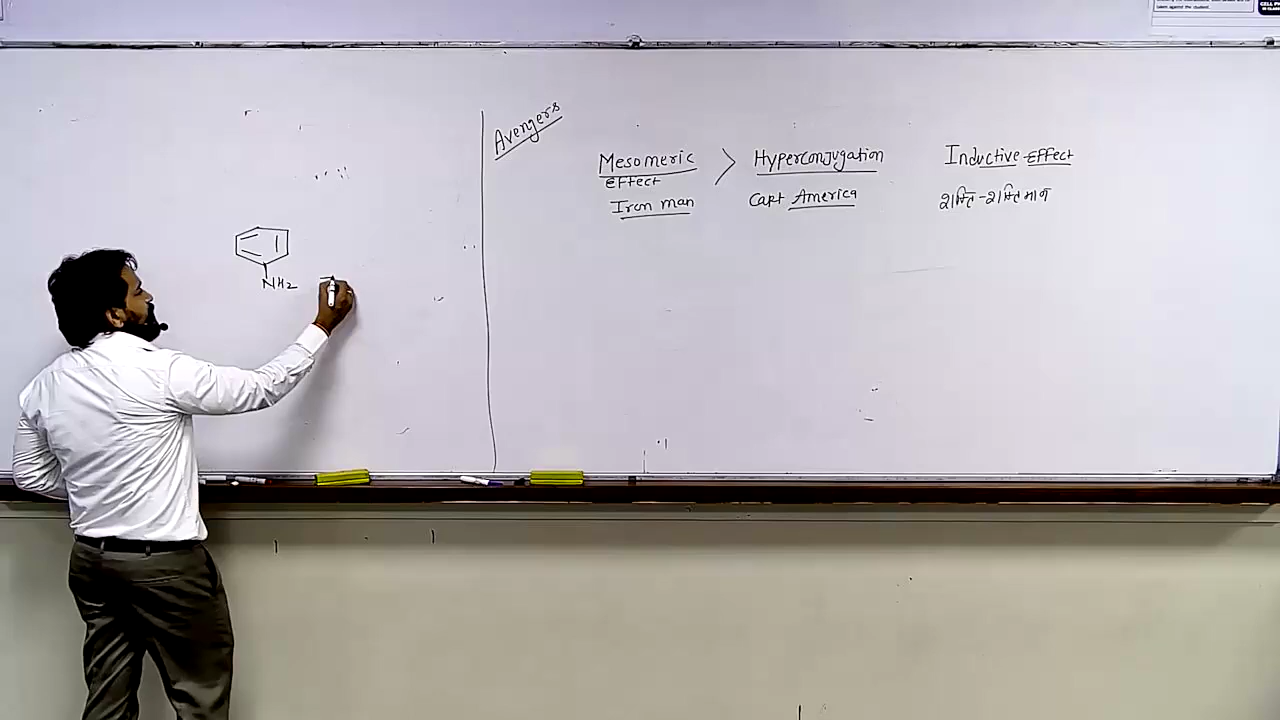 Avengers
Mesomeric effect > Hyperconjugation Inductive Effect
Iron man Capt America शक्ति-शक्तिमान
NH2